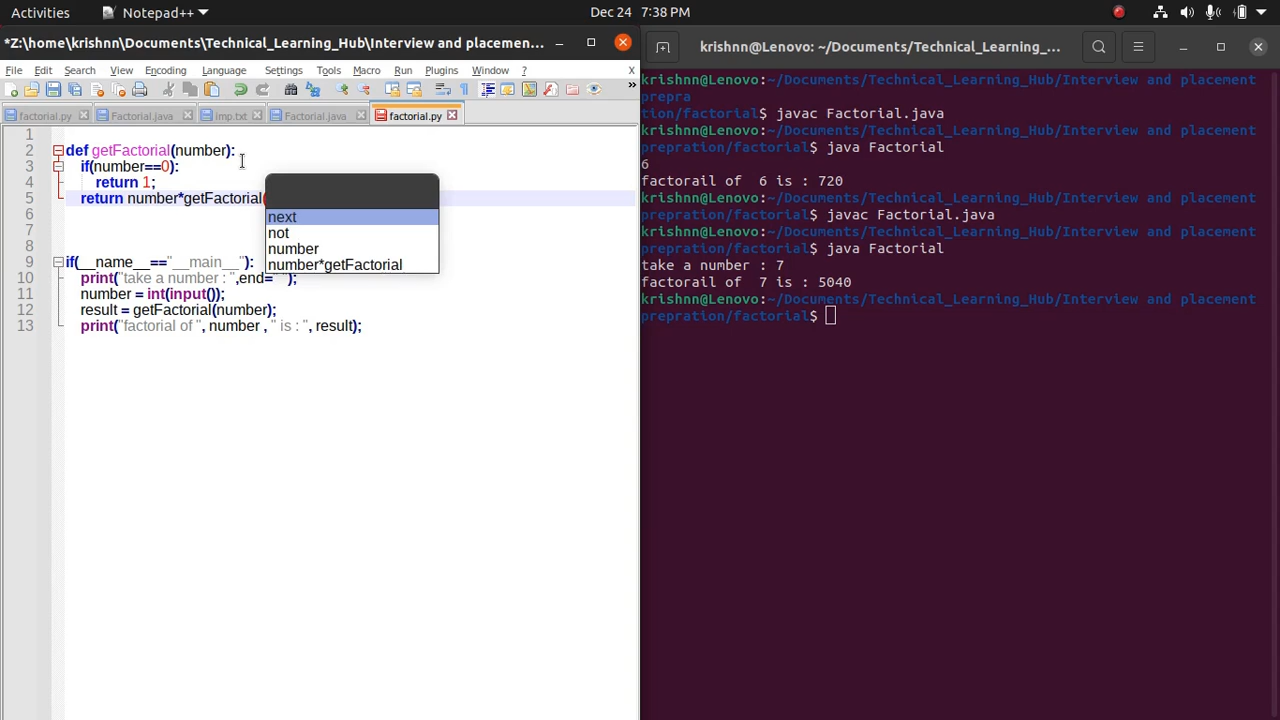 Activities Notepad++ Dec 24 7:38 PM
*Z:\home\krishnn\Documents\Technical_Learning_Hub\Interview and placemen...
File Edit Search View Encoding Language Settings Tools Macro Run Plugins Window ? X
factorial.py Factorial.java imp.txt Factorial.java factorial.py
1
2 def getFactorial(number):
3 if(number==0):
4 return 1;
5 return number*getFactorial(
6
7
8
9 if(__name__=="__main__"):
10 print("take a number : ",end="");
11 number = int(input());
12 result = getFactorial(number);
13 print("factorial of ", number , " is : ", result);
next
not
number
number*getFactorial
krishnn@Lenovo: ~/Documents/Technical_Learning_...
krishnn@Lenovo:~/Documents/Technical_Learning_Hub/Interview and placement prepra
tion/factorial$ javac Factorial.java
krishnn@Lenovo:~/Documents/Technical_Learning_Hub/Interview and placement
prepration/factorial$ java Factorial
6
factorail of  6 is : 720
krishnn@Lenovo:~/Documents/Technical_Learning_Hub/Interview and placement
prepration/factorial$ javac Factorial.java
krishnn@Lenovo:~/Documents/Technical_Learning_Hub/Interview and placement
prepration/factorial$ java Factorial
take a number : 7
factorail of  7 is : 5040
krishnn@Lenovo:~/Documents/Technical_Learning_Hub/Interview and placement
prepration/factorial$